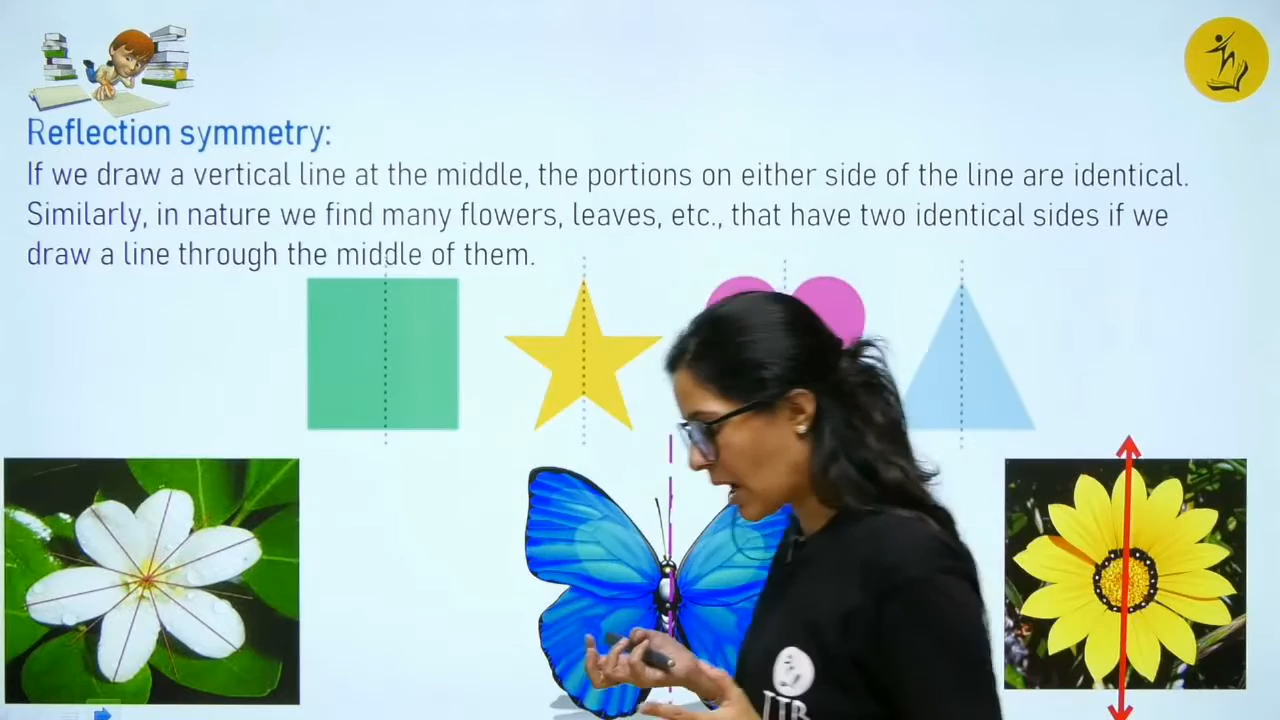 Reflection symmetry:
If we draw a vertical line at the middle, the portions on either side of the line are identical.
Similarly, in nature we find many flowers, leaves, etc., that have two identical sides if we
draw a line through the middle of them.